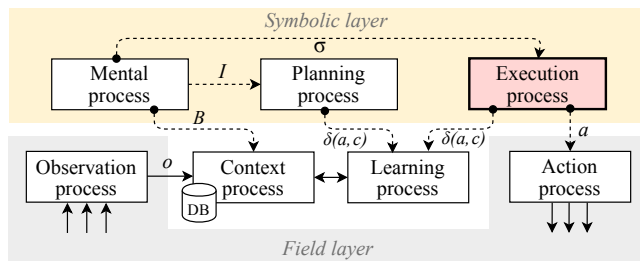 Symbolic layer
σ
Mental
process
I
Planning
process
Execution
process
B
δ(a, c)
δ(a, c)
a
Observation
process
o
Context
process
DB
Learning
process
Action
process
Field layer